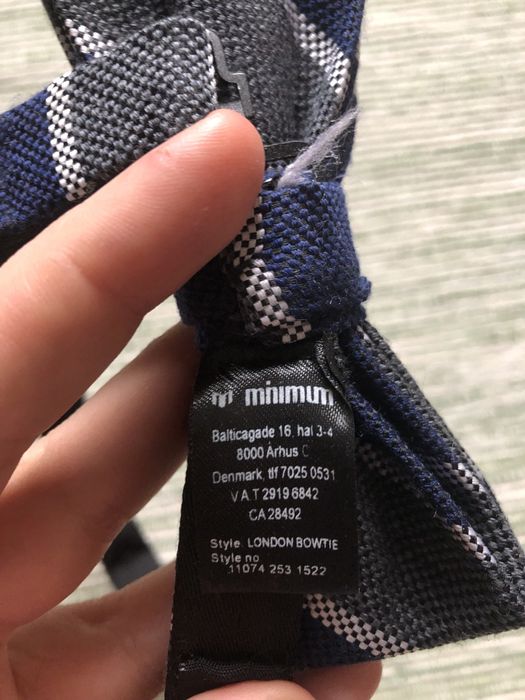 minimum
Balticagade 16, hal 3-4
8000 Århus C
Denmark, tlf 7025 0531
V.A.T 2919 6842
CA 28492
Style LONDON BOWTIE
Style no
11074 253 1522